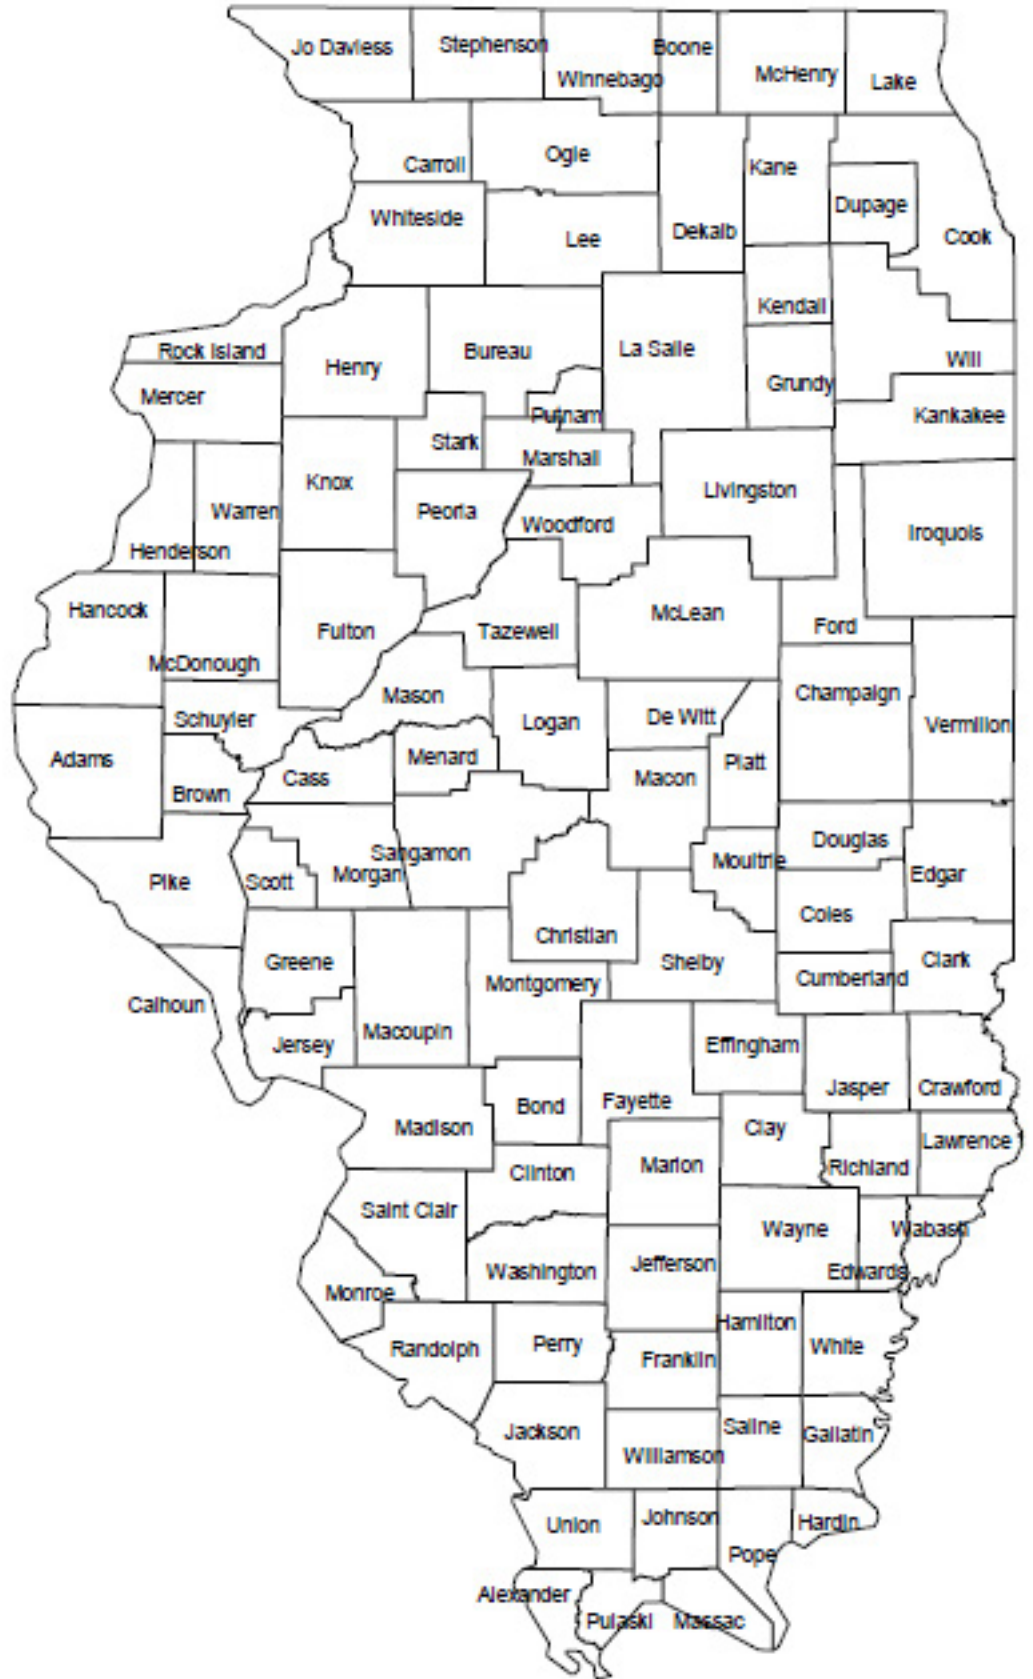 Jo Daviess
Stephenson
Winnebago
Boone
McHenry
Lake
Carroll
Ogle
Kane
Dupage
Cook
Whiteside
Lee
Dekalb
Kendall
Rock Island
Henry
Bureau
La Salle
Grundy
Will
Mercer
Putnam
Kankakee
Stark
Marshall
Knox
Peoria
Livingston
Warren
Woodford
Iroquois
Henderson
Hancock
McDonough
Fulton
Tazewell
McLean
Ford
Mason
Logan
De Witt
Champaign
Vermilion
Schuyler
Adams
Brown
Cass
Menard
Macon
Piatt
Pike
Scott
Morgan
Sangamon
Moultrie
Douglas
Edgar
Coles
Christian
Shelby
Greene
Montgomery
Cumberland
Clark
Calhoun
Jersey
Macoupin
Effingham
Jasper
Crawford
Madison
Bond
Fayette
Clay
Lawrence
Clinton
Marion
Richland
Saint Clair
Wayne
Wabash
Washington
Jefferson
Edwards
Monroe
Randolph
Perry
Hamilton
White
Franklin
Jackson
Williamson
Saline
Gallatin
Union
Johnson
Hardin
Pope
Alexander
Pulaski
Massac